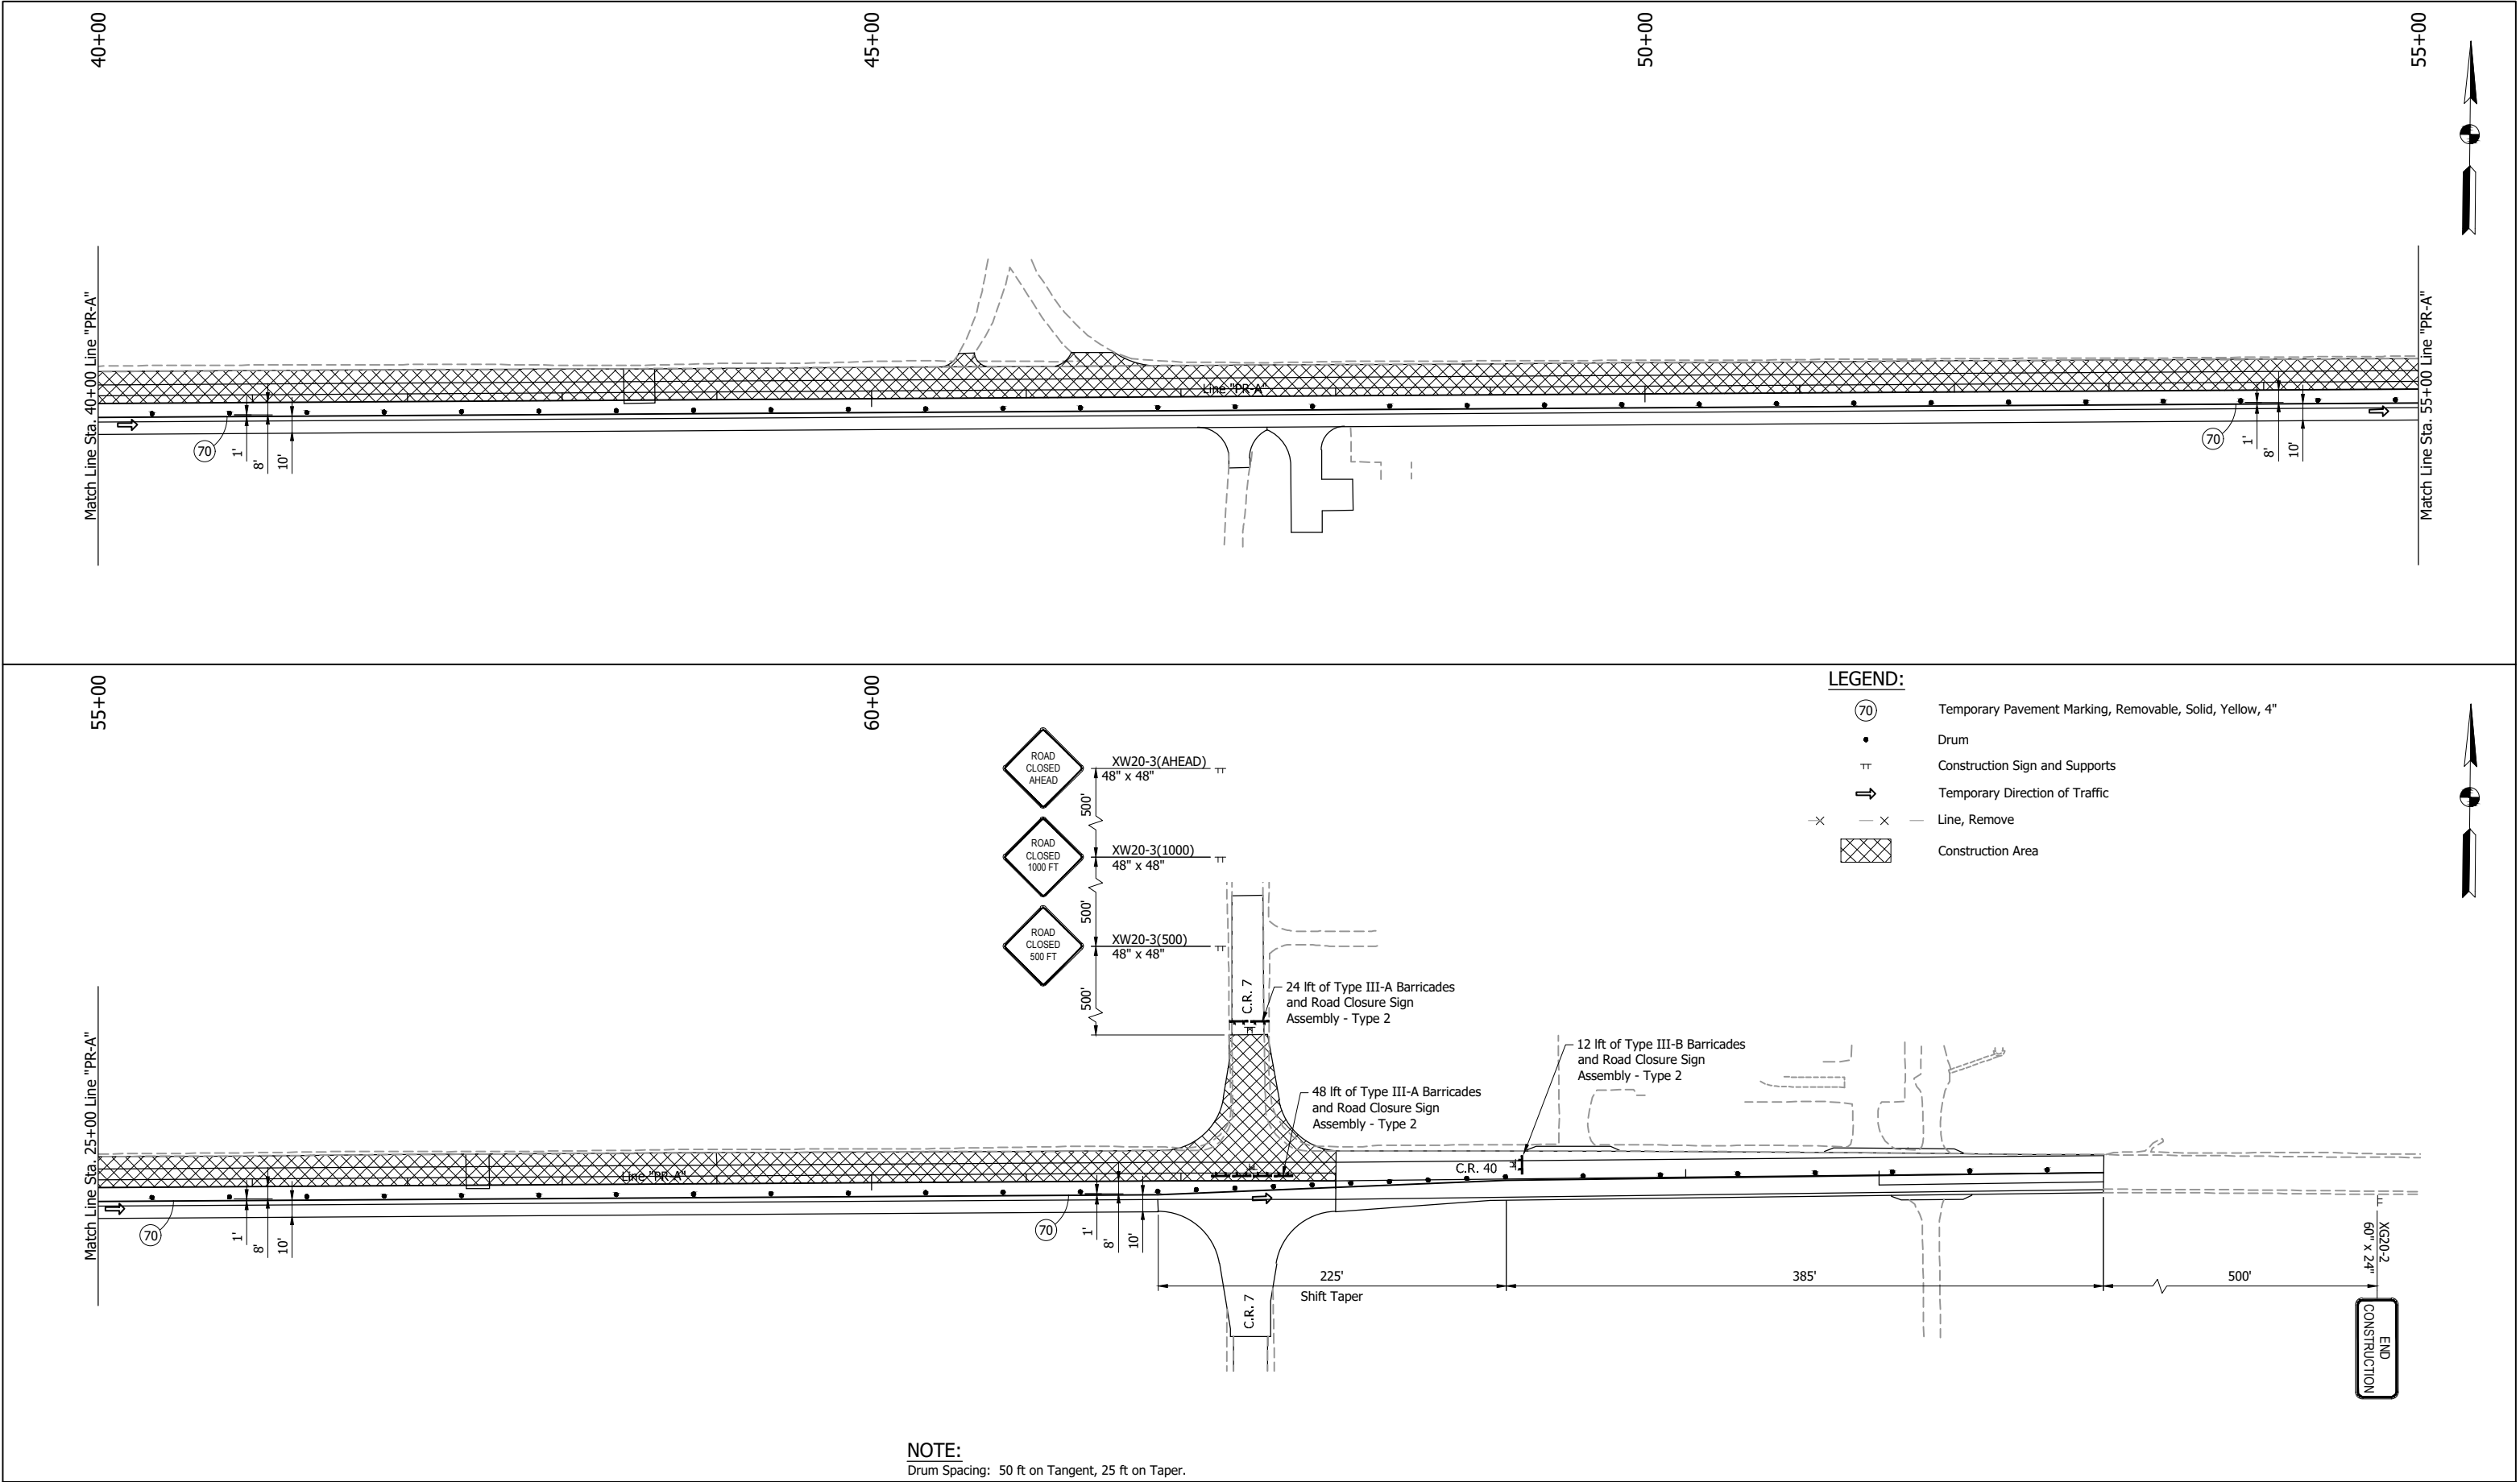 40+00
45+00
50+00
55+00
Match Line Sta. 40+00 Line "PR-A"
Line "PR-A"
70
1'
8'
10'
70
1'
8'
10'
Match Line Sta. 55+00 Line "PR-A"
55+00
60+00
LEGEND:
70 Temporary Pavement Marking, Removable, Solid, Yellow, 4"
Drum
Construction Sign and Supports
Temporary Direction of Traffic
Line, Remove
Construction Area
ROAD
CLOSED
AHEAD
XW20-3(AHEAD)
48" x 48"
500'
ROAD
CLOSED
1000 FT
XW20-3(1000)
48" x 48"
500'
ROAD
CLOSED
500 FT
XW20-3(500)
48" x 48"
500'
C.R. 7
24 lft of Type III-A Barricades
and Road Closure Sign
Assembly - Type 2
12 lft of Type III-B Barricades
and Road Closure Sign
Assembly - Type 2
48 lft of Type III-A Barricades
and Road Closure Sign
Assembly - Type 2
Match Line Sta. 25+00 Line "PR-A"
Line "PR-A"
C.R. 40
70
1'
8'
10'
70
1'
8'
10'
C.R. 7
225'
Shift Taper
385'
500'
XG20-2
60" x 24"
END
CONSTRUCTION
NOTE:
Drum Spacing: 50 ft on Tangent, 25 ft on Taper.